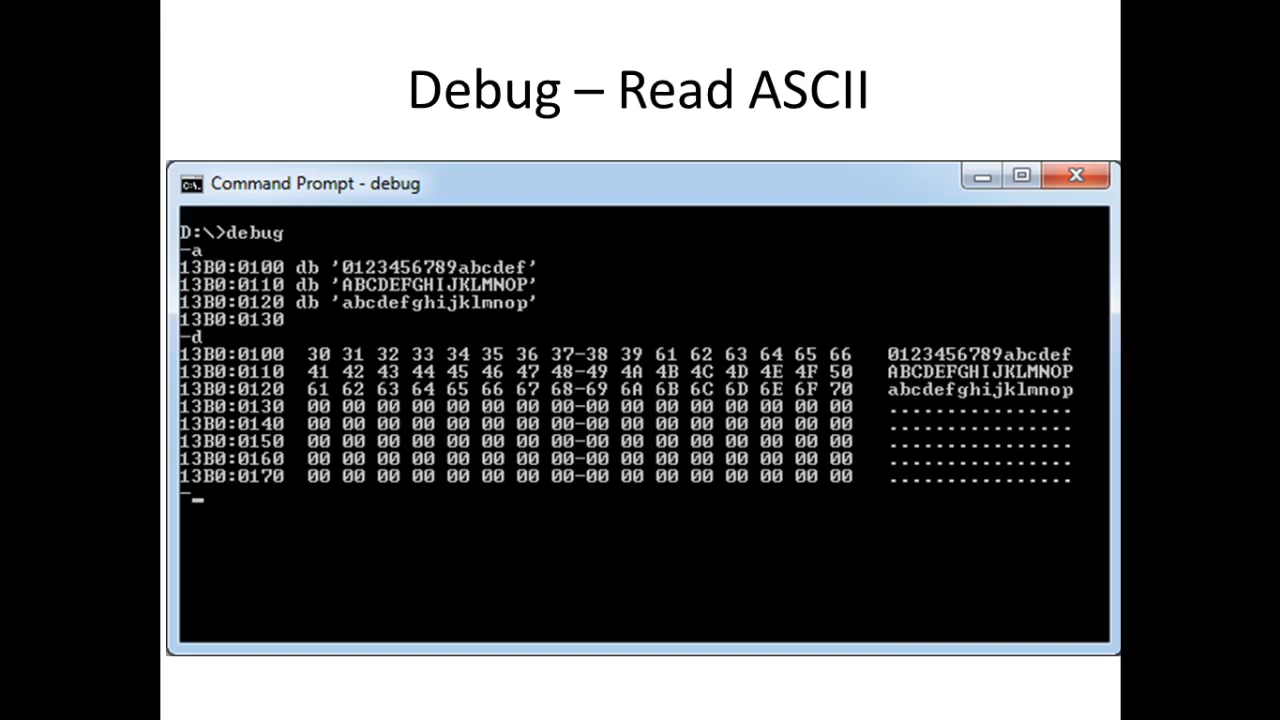 Debug – Read ASCII
Command Prompt - debug
D:\>debug
-a
13B0:0100 db '0123456789abcdef'
13B0:0110 db 'ABCDEFGHIJKLMNOP'
13B0:0120 db 'abcdefghijklmnop'
13B0:0130
-d
13B0:0100  30 31 32 33 34 35 36 37-38 39 61 62 63 64 65 66   0123456789abcdef
13B0:0110  41 42 43 44 45 46 47 48-49 4A 4B 4C 4D 4E 4F 50   ABCDEFGHIJKLMNOP
13B0:0120  61 62 63 64 65 66 67 68-69 6A 6B 6C 6D 6E 6F 70   abcdefghijklmnop
13B0:0130  00 00 00 00 00 00 00 00-00 00 00 00 00 00 00 00   ................
13B0:0140  00 00 00 00 00 00 00 00-00 00 00 00 00 00 00 00   ................
13B0:0150  00 00 00 00 00 00 00 00-00 00 00 00 00 00 00 00   ................
13B0:0160  00 00 00 00 00 00 00 00-00 00 00 00 00 00 00 00   ................
13B0:0170  00 00 00 00 00 00 00 00-00 00 00 00 00 00 00 00   ................
-_